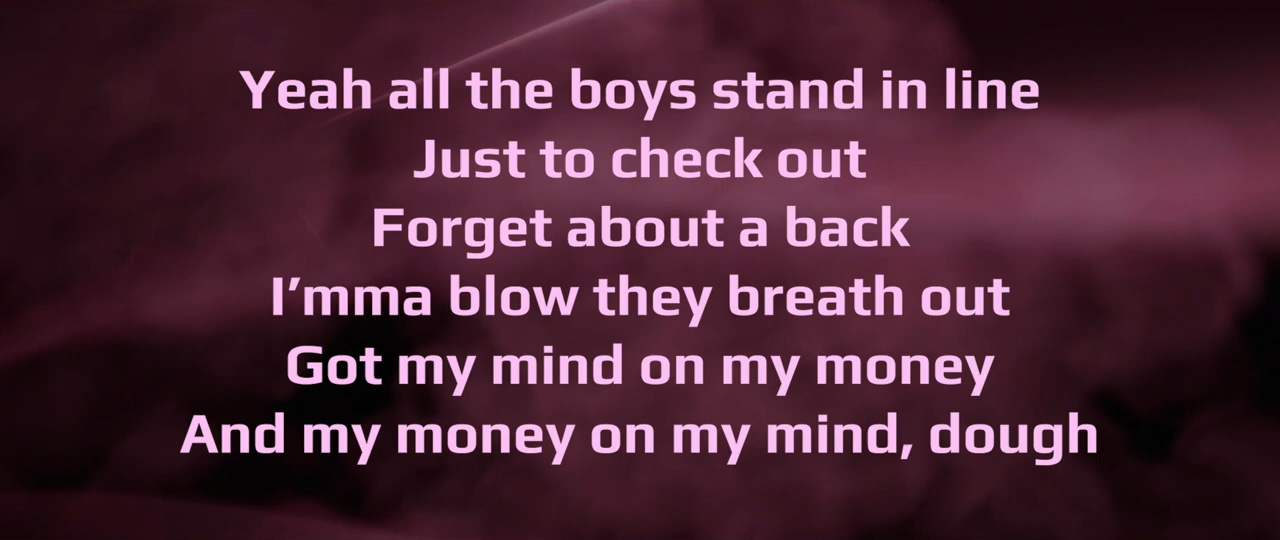 Yeah all the boys stand in line
Just to check out
Forget about a back
I’mma blow they breath out
Got my mind on my money
And my money on my mind, dough